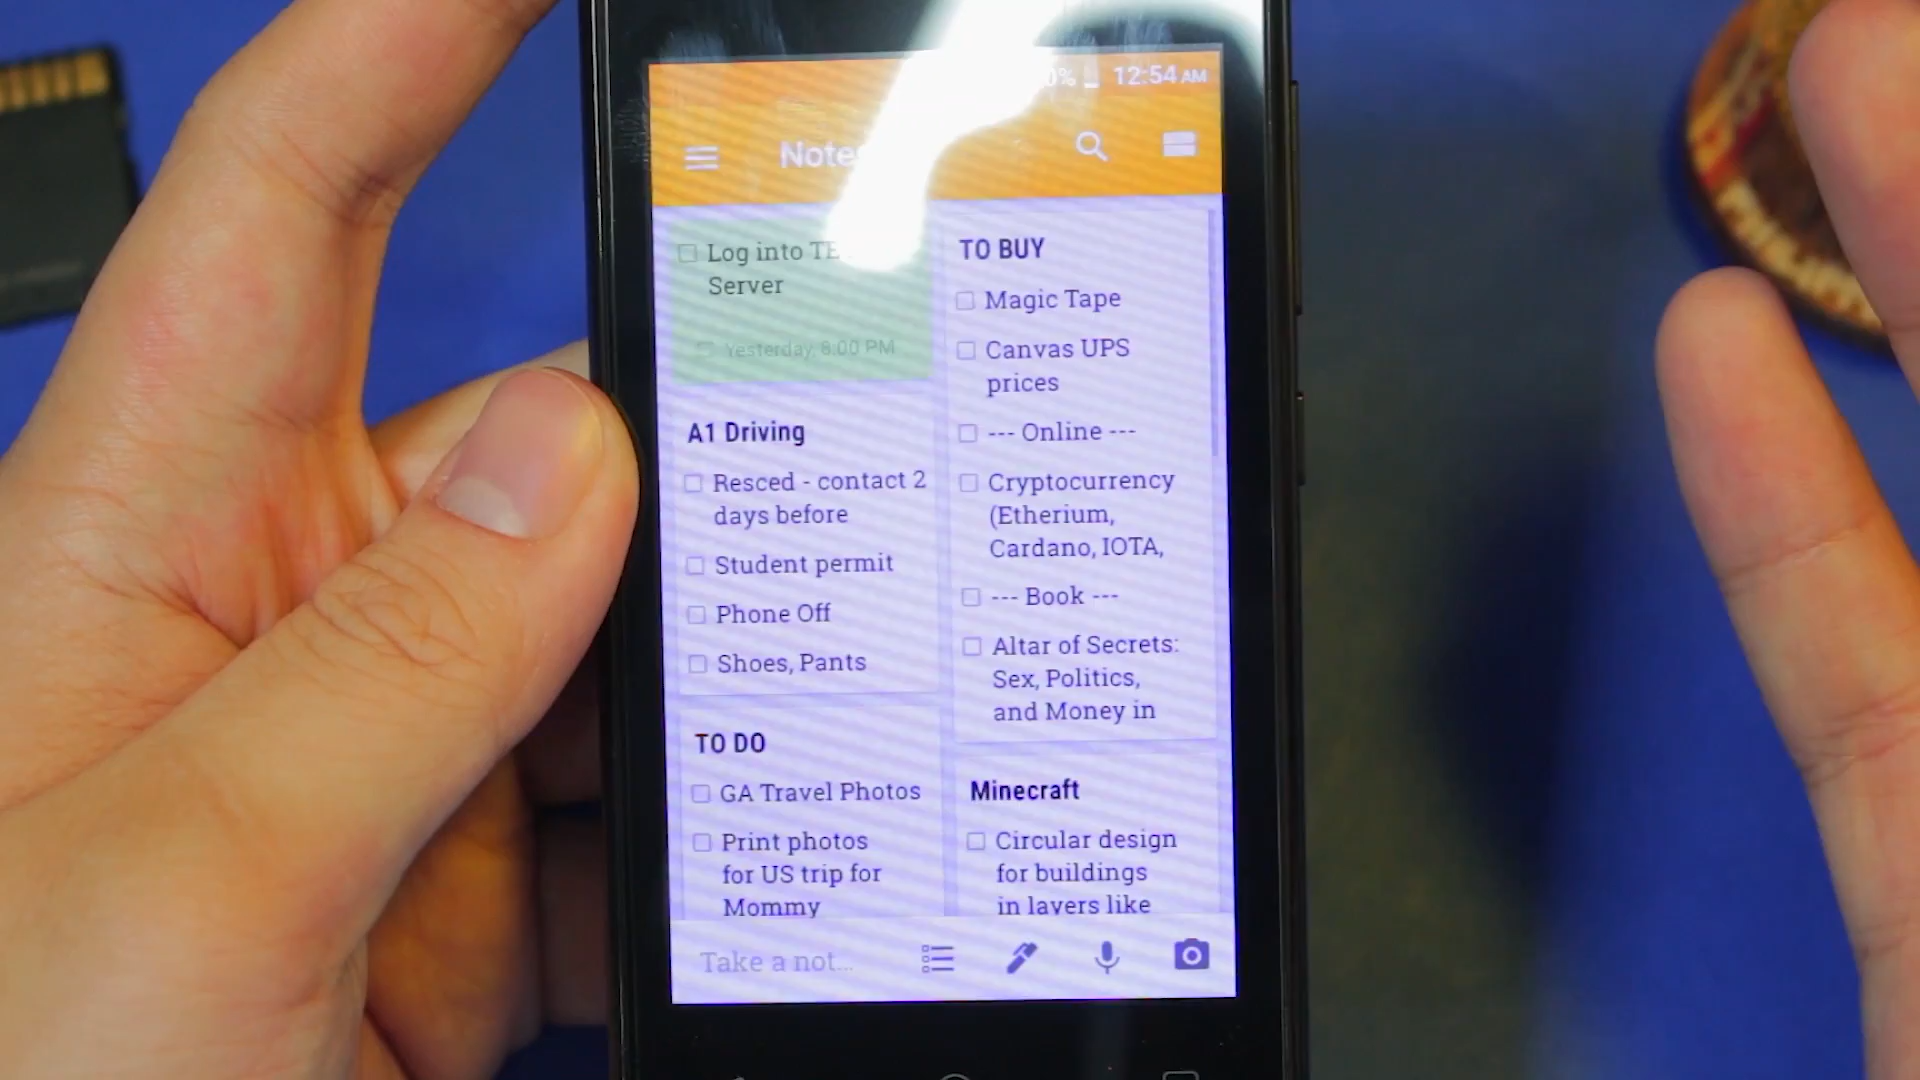 12:54 AM
Notes
Log into TE
Server
Yesterday, 8:00 PM
A1 Driving
Resced - contact 2
days before
Student permit
Phone Off
Shoes, Pants
TO DO
GA Travel Photos
Print photos
for US trip for
Mommy
TO BUY
Magic Tape
Canvas UPS
prices
--- Online ---
Cryptocurrency
(Etherium,
Cardano, IOTA,
--- Book ---
Altar of Secrets:
Sex, Politics,
and Money in
Minecraft
Circular design
for buildings
in layers like
Take a not...